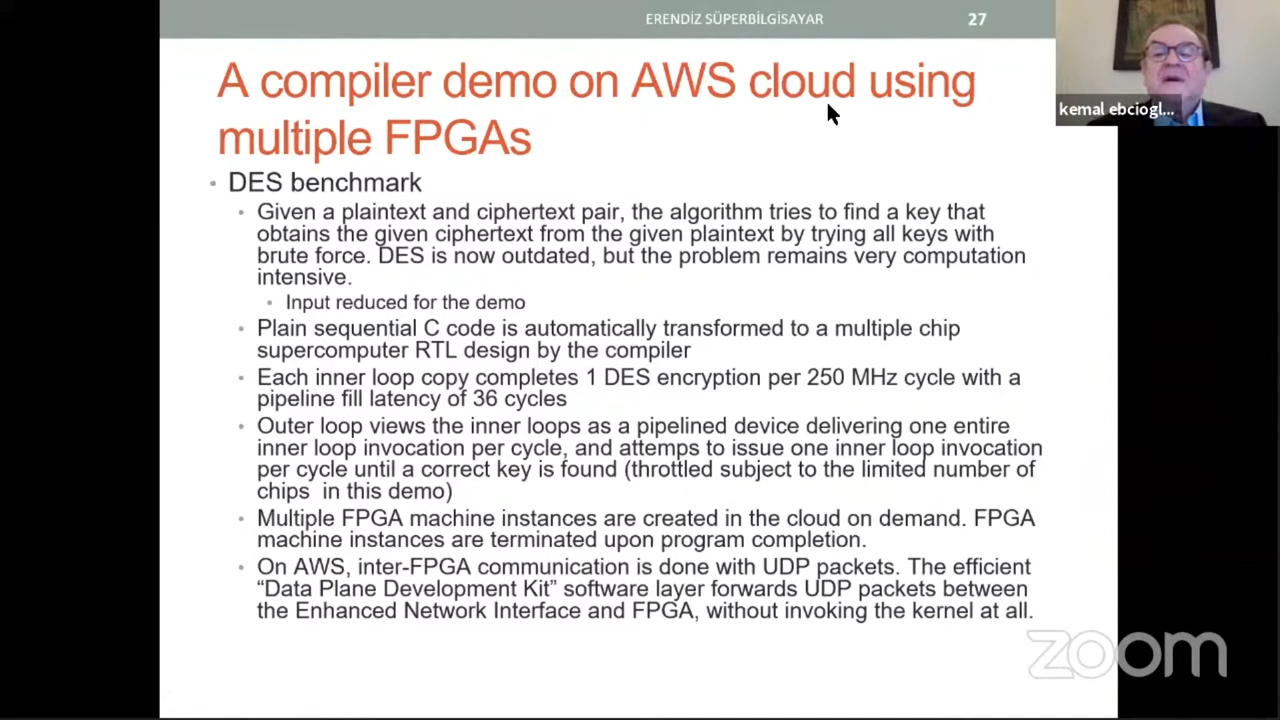 ERENDİZ SÜPERBİLGİSAYAR
27
A compiler demo on AWS cloud using
multiple FPGAs
kemal ebciogl...
• DES benchmark
• Given a plaintext and ciphertext pair, the algorithm tries to find a key that
obtains the given ciphertext from the given plaintext by trying all keys with
brute force. DES is now outdated, but the problem remains very computation
intensive.
• Input reduced for the demo
• Plain sequential C code is automatically transformed to a multiple chip
supercomputer RTL design by the compiler
• Each inner loop copy completes 1 DES encryption per 250 MHz cycle with a
pipeline fill latency of 36 cycles
• Outer loop views the inner loops as a pipelined device delivering one entire
inner loop invocation per cycle, and attemps to issue one inner loop invocation
per cycle until a correct key is found (throttled subject to the limited number of
chips in this demo)
• Multiple FPGA machine instances are created in the cloud on demand. FPGA
machine instances are terminated upon program completion.
• On AWS, inter-FPGA communication is done with UDP packets. The efficient
“Data Plane Development Kit” software layer forwards UDP packets between
the Enhanced Network Interface and FPGA, without invoking the kernel at all.
zoom